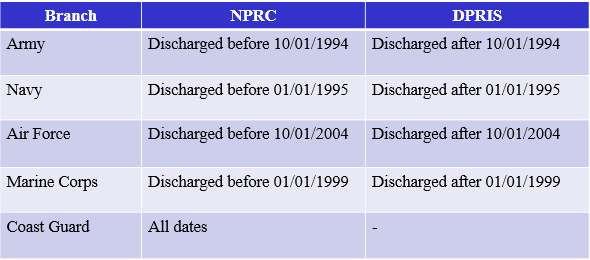 Branch NPRC DPRIS
Army Discharged before 10/01/1994 Discharged after 10/01/1994
Navy Discharged before 01/01/1995 Discharged after 01/01/1995
Air Force Discharged before 10/01/2004 Discharged after 10/01/2004
Marine Corps Discharged before 01/01/1999 Discharged after 01/01/1999
Coast Guard All dates -